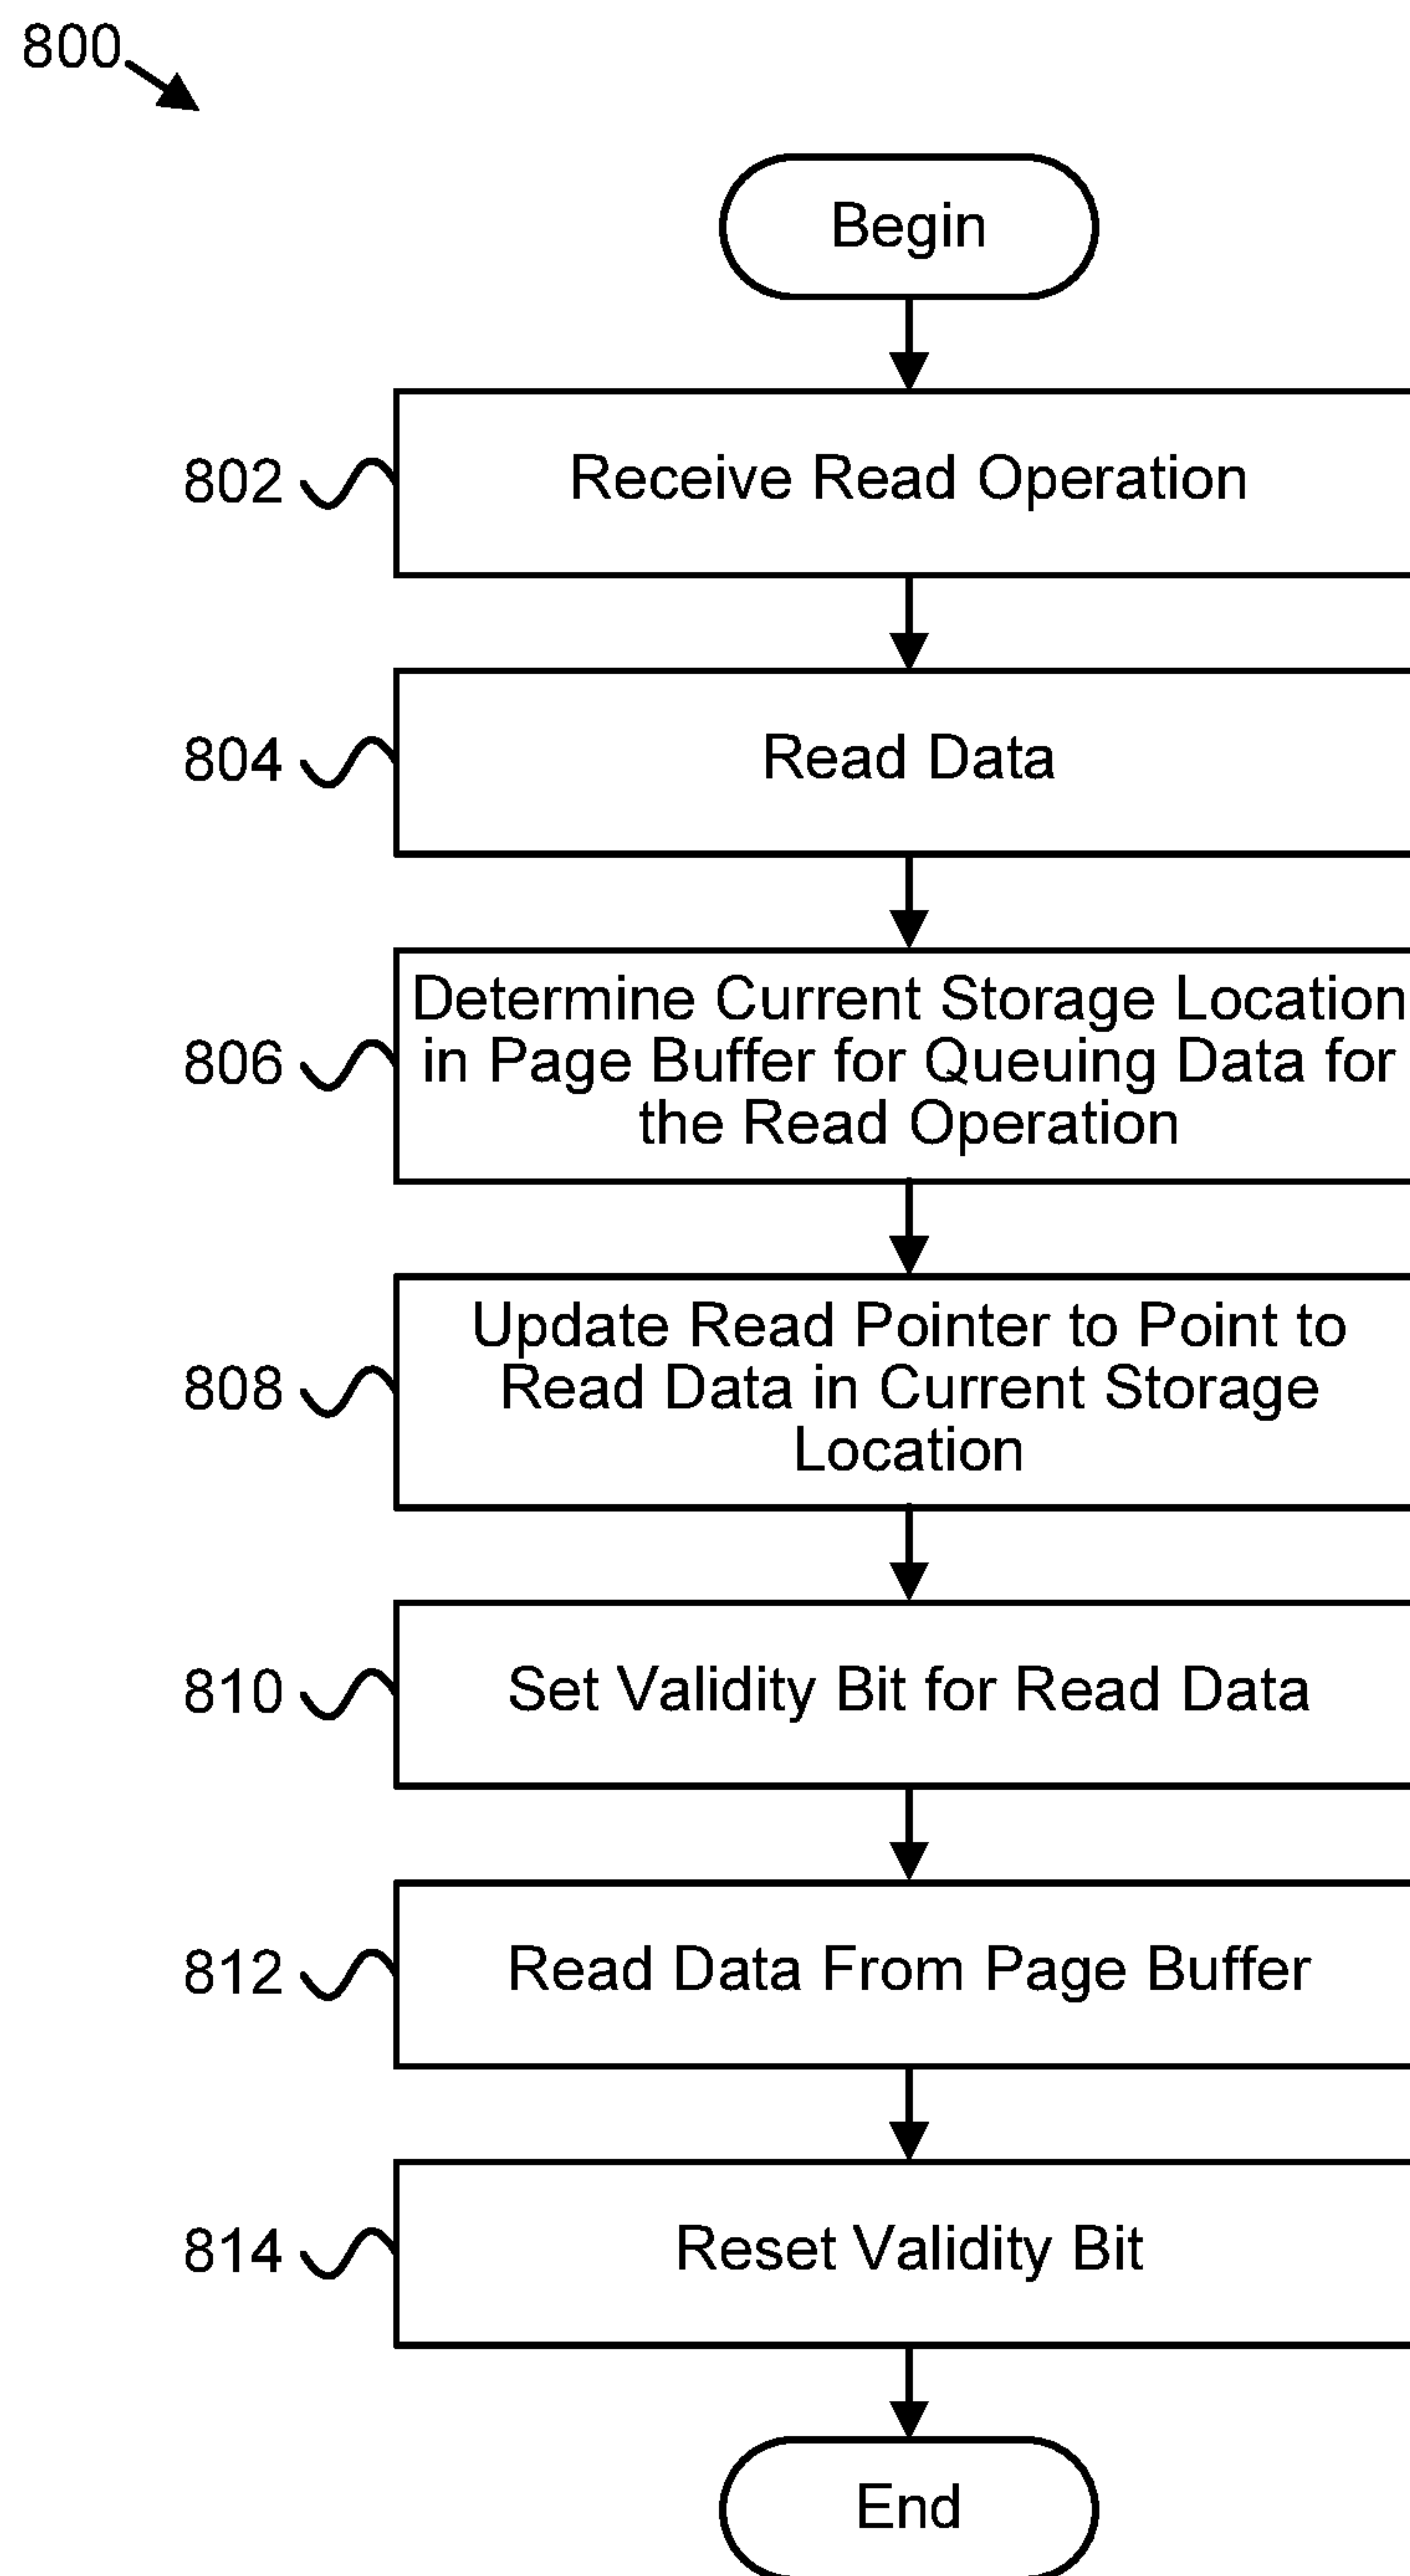 800
Begin
802
Receive Read Operation
804
Read Data
806
Determine Current Storage Location
in Page Buffer for Queuing Data for
the Read Operation
808
Update Read Pointer to Point to
Read Data in Current Storage
Location
810
Set Validity Bit for Read Data
812
Read Data From Page Buffer
814
Reset Validity Bit
End